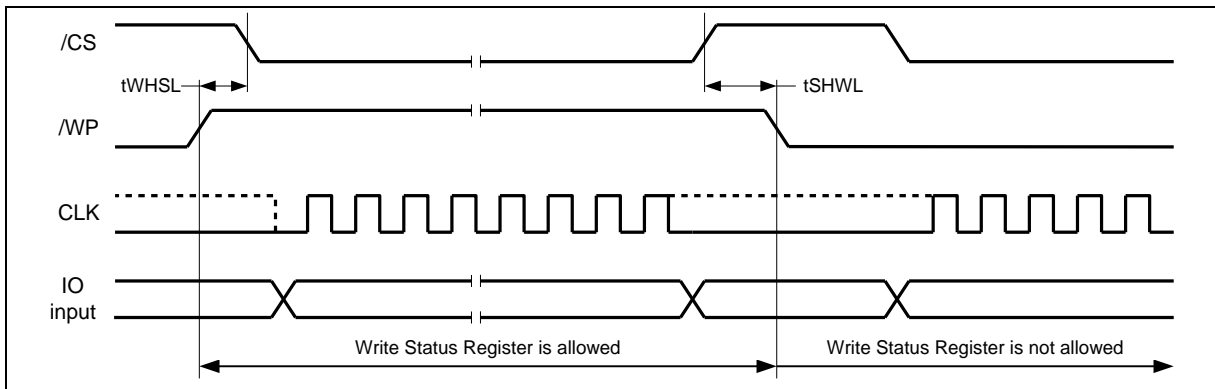 /CS
tWHSL
tSHWL
/WP
CLK
IO
input
Write Status Register is allowed
Write Status Register is not allowed